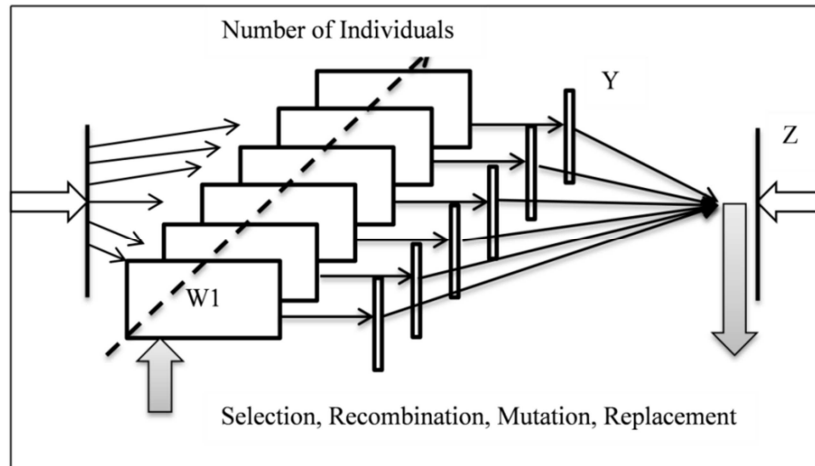 Number of Individuals
Y
Z
W1
Selection, Recombination, Mutation, Replacement